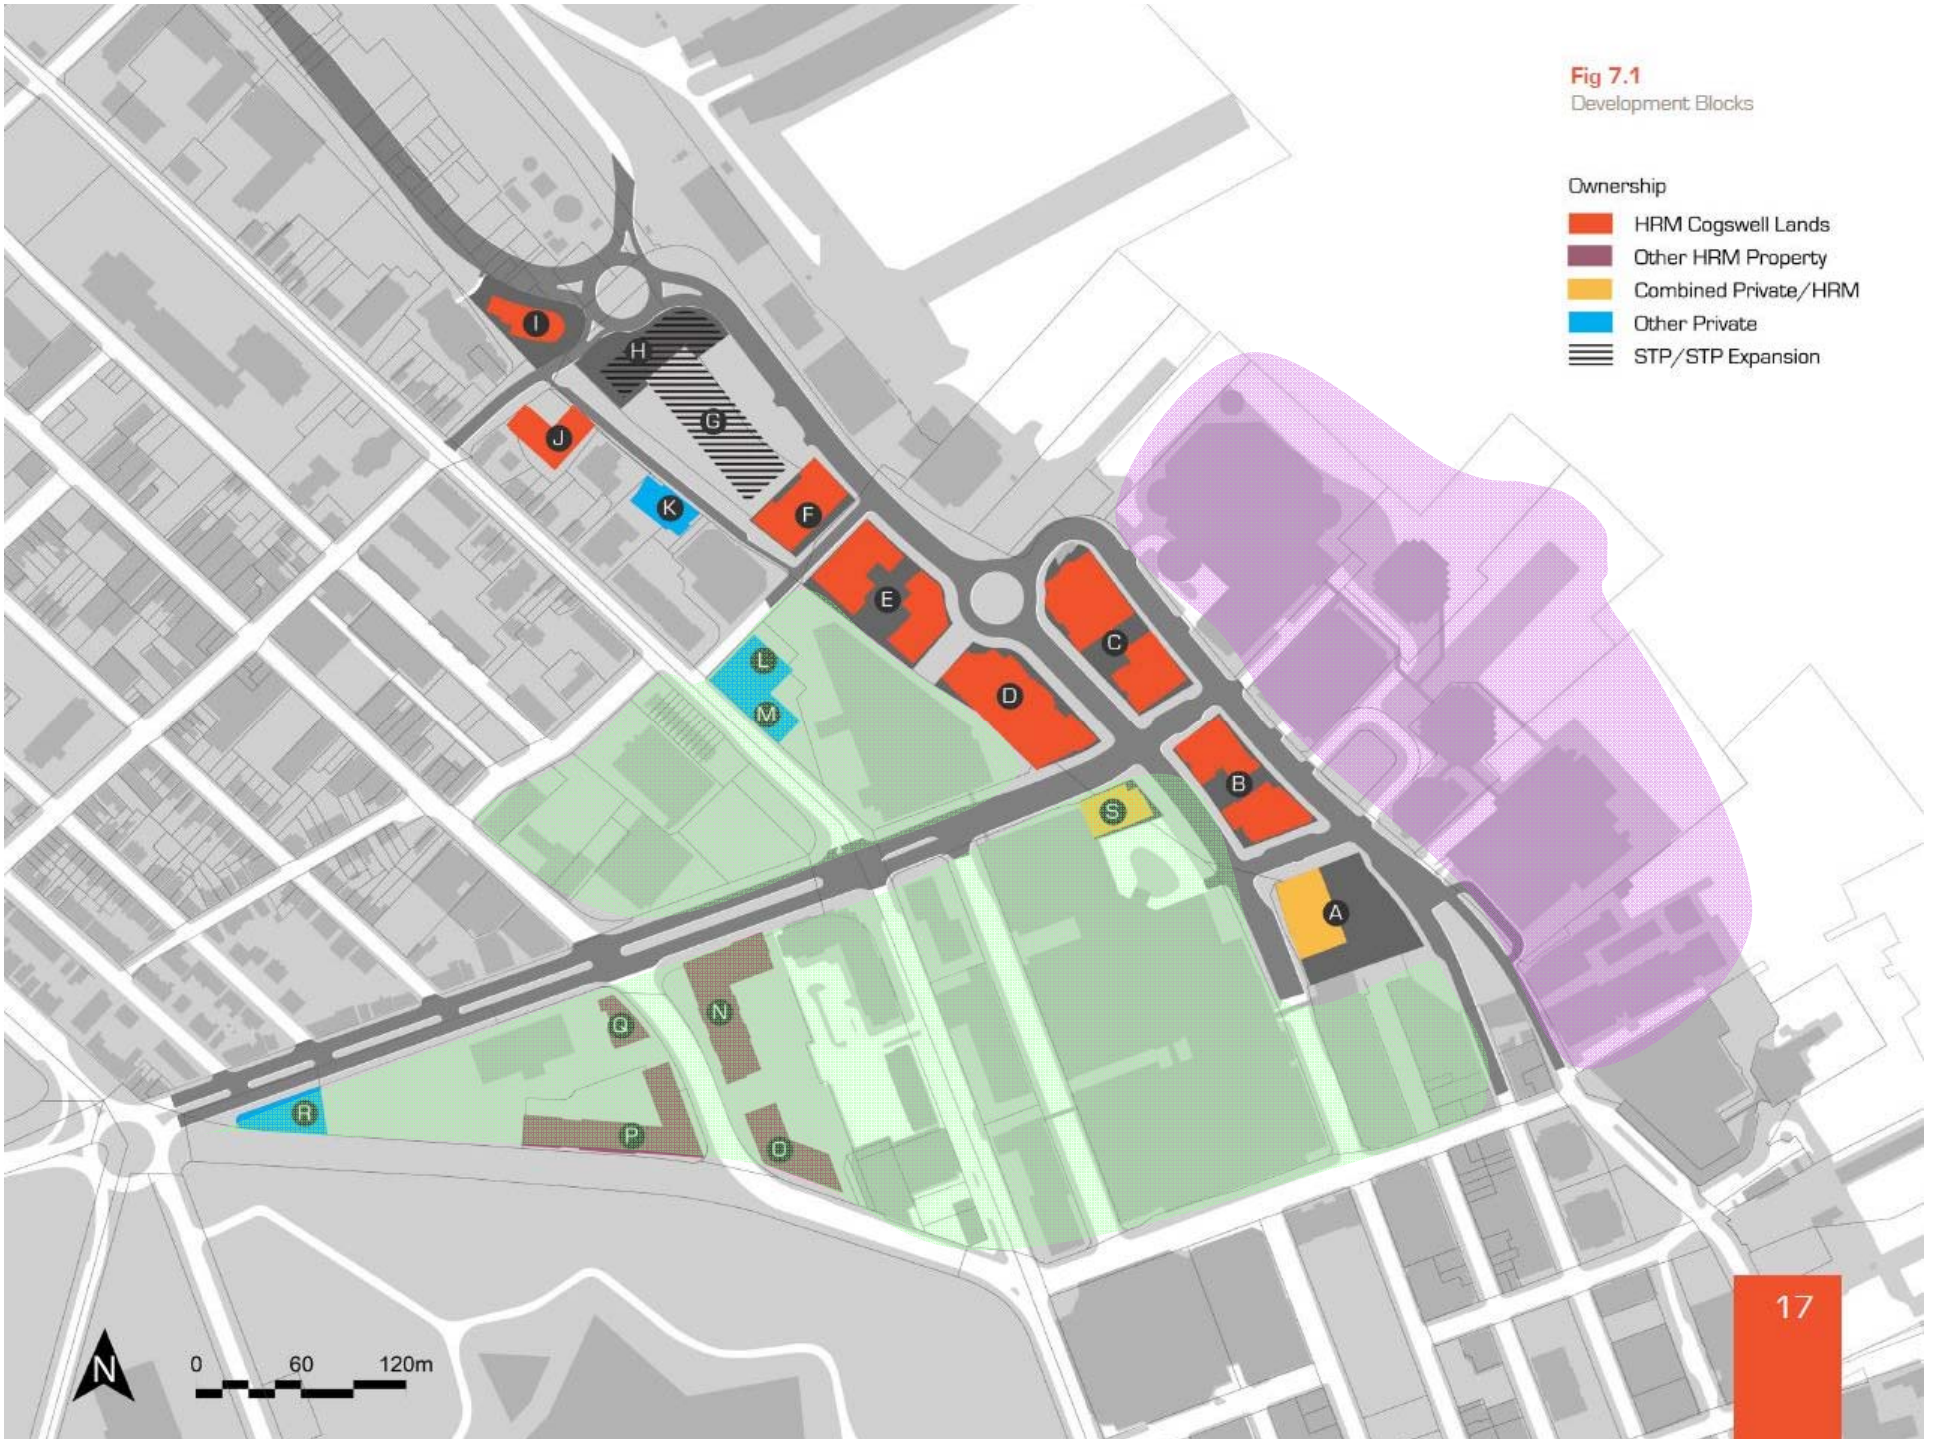 Fig 7.1
Development Blocks
Ownership
HRM Cogswell Lands
Other HRM Property
Combined Private/HRM
Other Private
STP/STP Expansion
I
H
G
J
K
F
E
C
L
D
M
B
S
A
N
Q
R
P
O
17
N
0 60 120m